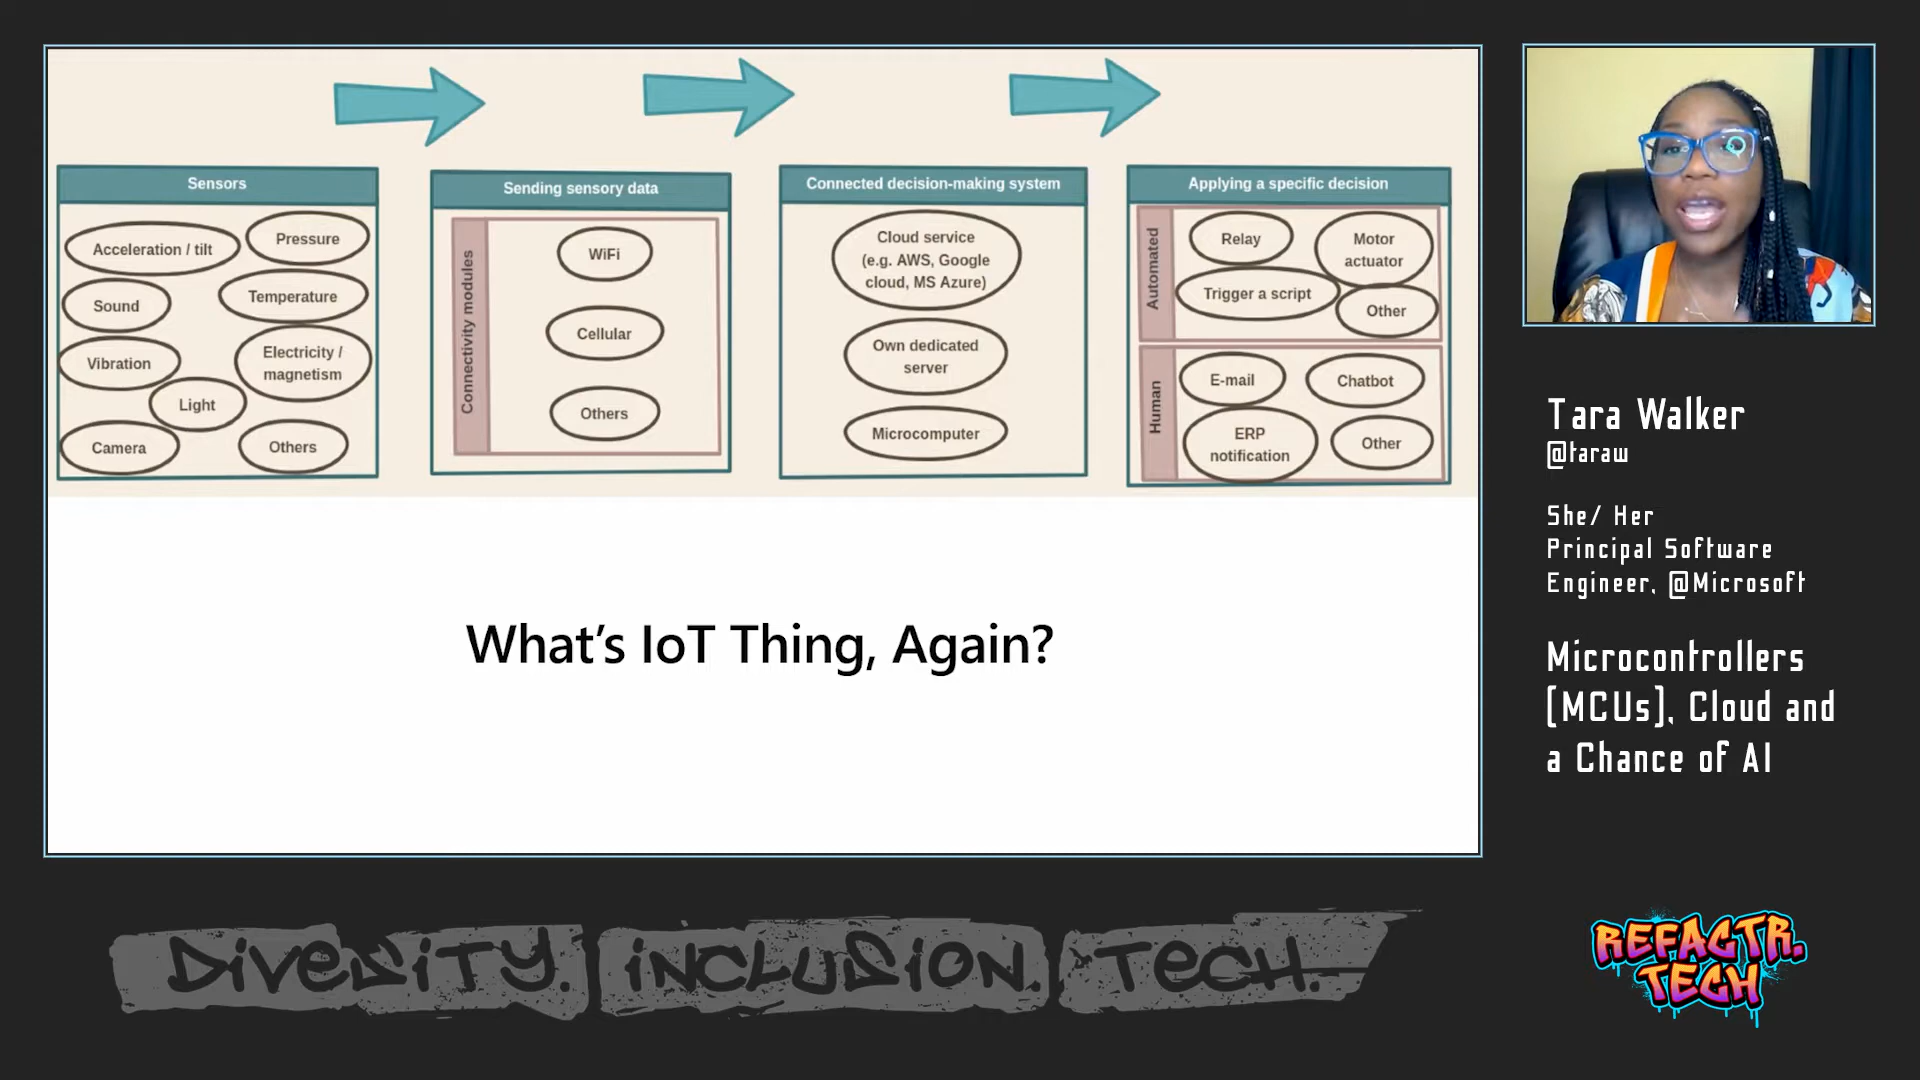 Sensors
Acceleration / tilt
Pressure
Sound
Temperature
Vibration
Electricity /
magnetism
Light
Camera
Others
Sending sensory data
Connectivity modules
WiFi
Cellular
Others
Connected decision-making system
Cloud service
(e.g. AWS, Google
cloud, MS Azure)
Own dedicated
server
Microcomputer
Applying a specific decision
Automated
Relay
Motor
actuator
Trigger a script
Other
Human
E-mail
Chatbot
ERP
notification
Other
What's IoT Thing, Again?
Tara Walker
@taraw
She/ Her
Principal Software
Engineer, @Microsoft
Microcontrollers
(MCUs), Cloud and
a Chance of AI
DIVERSITY. INCLUSION. TECH.
REFACTR.
TECH